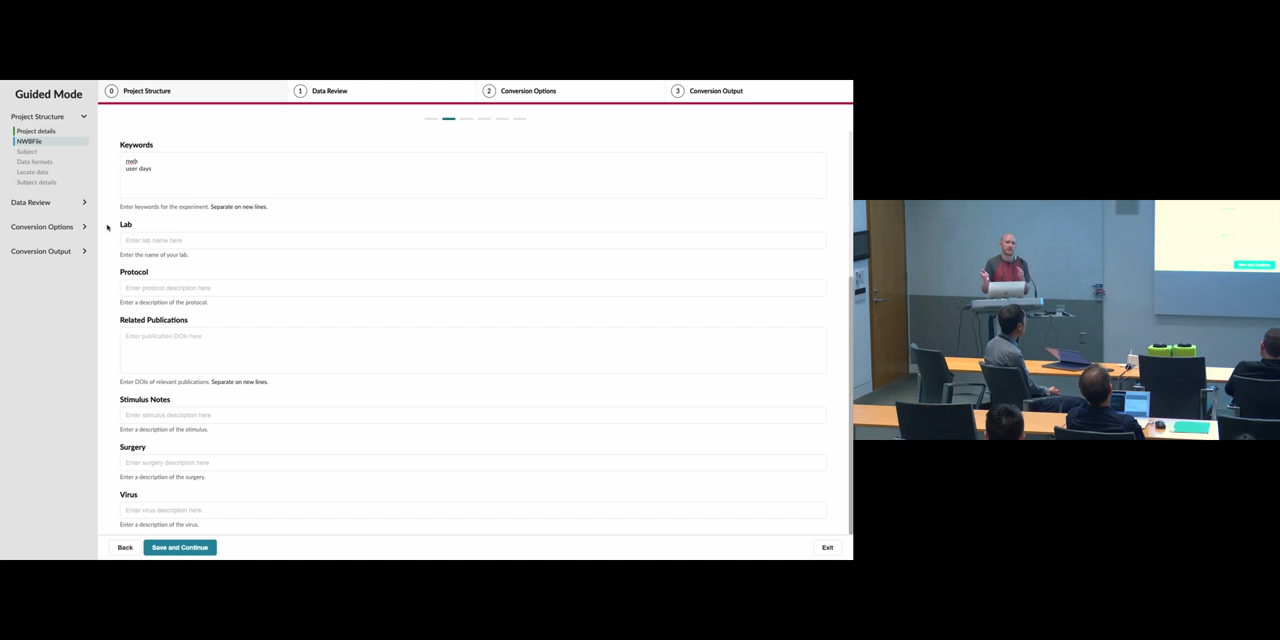 Guided Mode
Project Structure
Project details
NWBFile
Subject
Data formats
Locate data
Subject details
Data Review
Conversion Options
Conversion Output
0 Project Structure
1 Data Review
2 Conversion Options
3 Conversion Output
Keywords
nwb
user days
Enter keywords for the experiment. Separate on new lines.
Lab
Enter lab name here
Enter the name of your lab.
Protocol
Enter protocol description here
Enter a description of the protocol.
Related Publications
Enter publication DOIs here
Enter DOIs of relevant publications. Separate on new lines.
Stimulus Notes
Enter stimulus description here
Enter a description of the stimulus.
Surgery
Enter surgery description here
Enter a description of the surgery.
Virus
Enter virus description here
Enter a description of the virus.
Back
Save and Continue
Exit